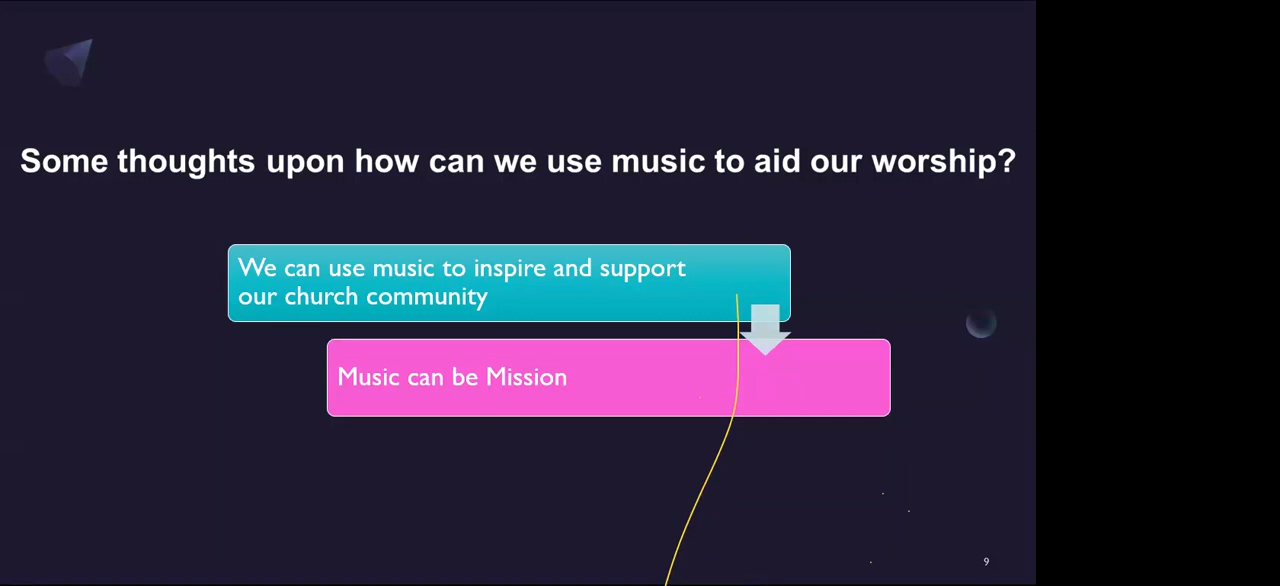 Some thoughts upon how can we use music to aid our worship?
We can use music to inspire and support
our church community
Music can be Mission
9